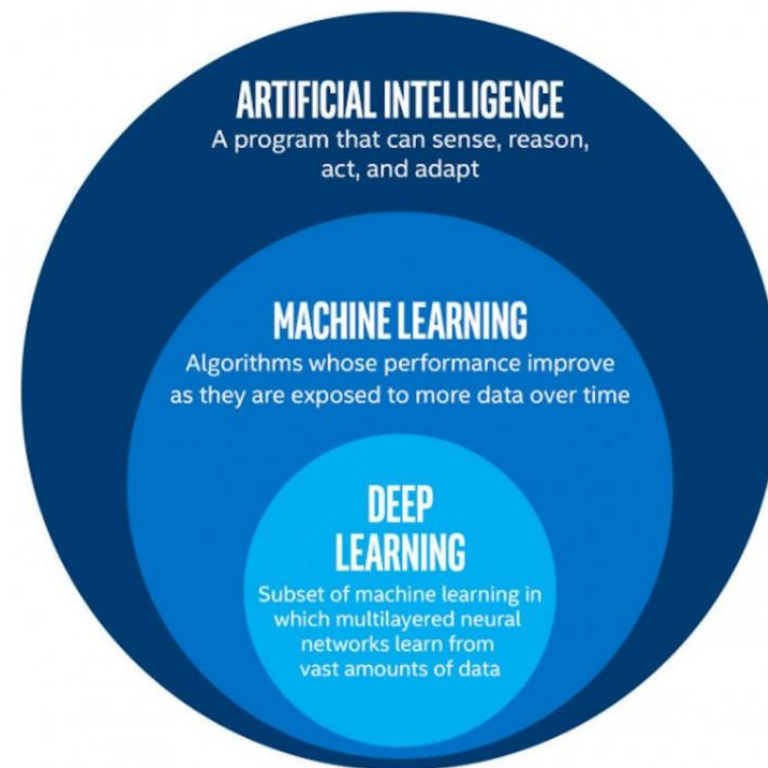 ARTIFICIAL INTELLIGENCE
A program that can sense, reason,
act, and adapt
MACHINE LEARNING
Algorithms whose performance improve
as they are exposed to more data over time
DEEP
LEARNING
Subset of machine learning in
which multilayered neural
networks learn from
vast amounts of data